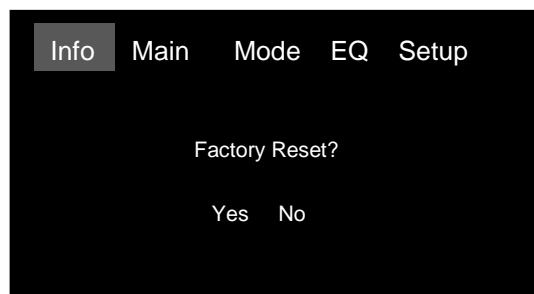 Info Main Mode EQ Setup
Factory Reset?
Yes No